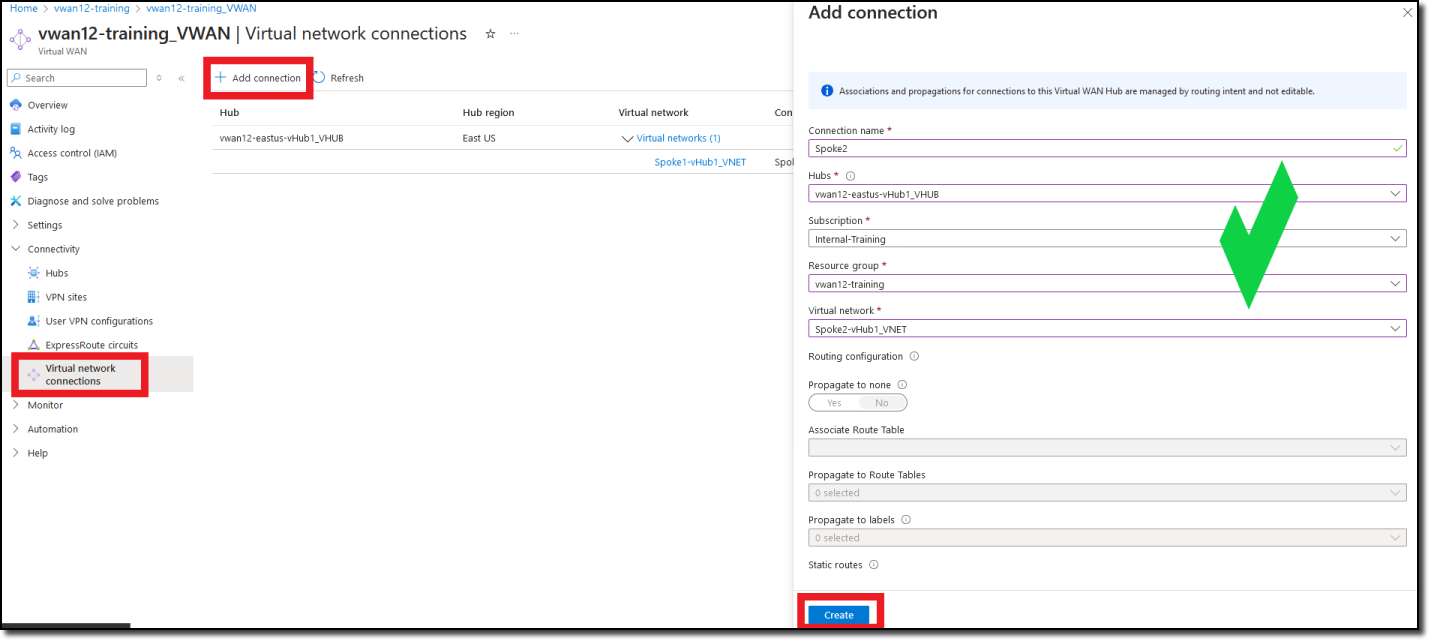 Home > vwan12-training > vwan12-training_VWAN
vwan12-training_VWAN | Virtual network connections
Virtual WAN
Search
Overview
Activity log
Access control (IAM)
Tags
Diagnose and solve problems
Settings
Connectivity
Hubs
VPN sites
User VPN configurations
ExpressRoute circuits
Virtual network
connections
Monitor
Automation
Help
Add connection Refresh
Hub Hub region Virtual network Con
vwan12-eastus-vHub1_VHUB East US Virtual networks (1)
Spoke1-vHub1_VNET Spol
Add connection
Associations and propagations for connections to this Virtual WAN Hub are managed by routing intent and not editable.
Connection name *
Spoke2
Hubs *
vwan12-eastus-vHub1_VHUB
Subscription *
Internal-Training
Resource group *
vwan12-training
Virtual network *
Spoke2-vHub1_VNET
Routing configuration
Propagate to none
Yes No
Associate Route Table
Propagate to Route Tables
0 selected
Propagate to labels
0 selected
Static routes
Create